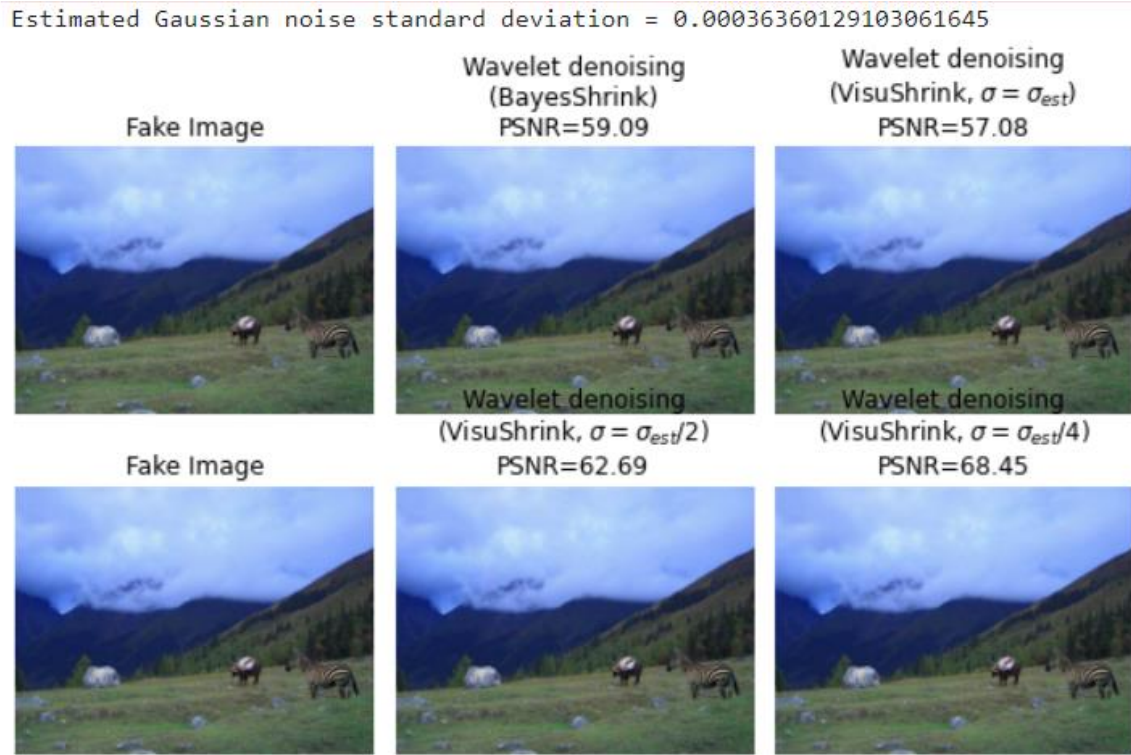 Estimated Gaussian noise standard deviation = 0.00036360129103061645
Fake Image
Wavelet denoising
(BayesShrink)
PSNR=59.09
Wavelet denoising
(VisuShrink, σ = σest)
PSNR=57.08
Fake Image
Wavelet denoising
(VisuShrink, σ = σest/2)
PSNR=62.69
Wavelet denoising
(VisuShrink, σ = σest/4)
PSNR=68.45